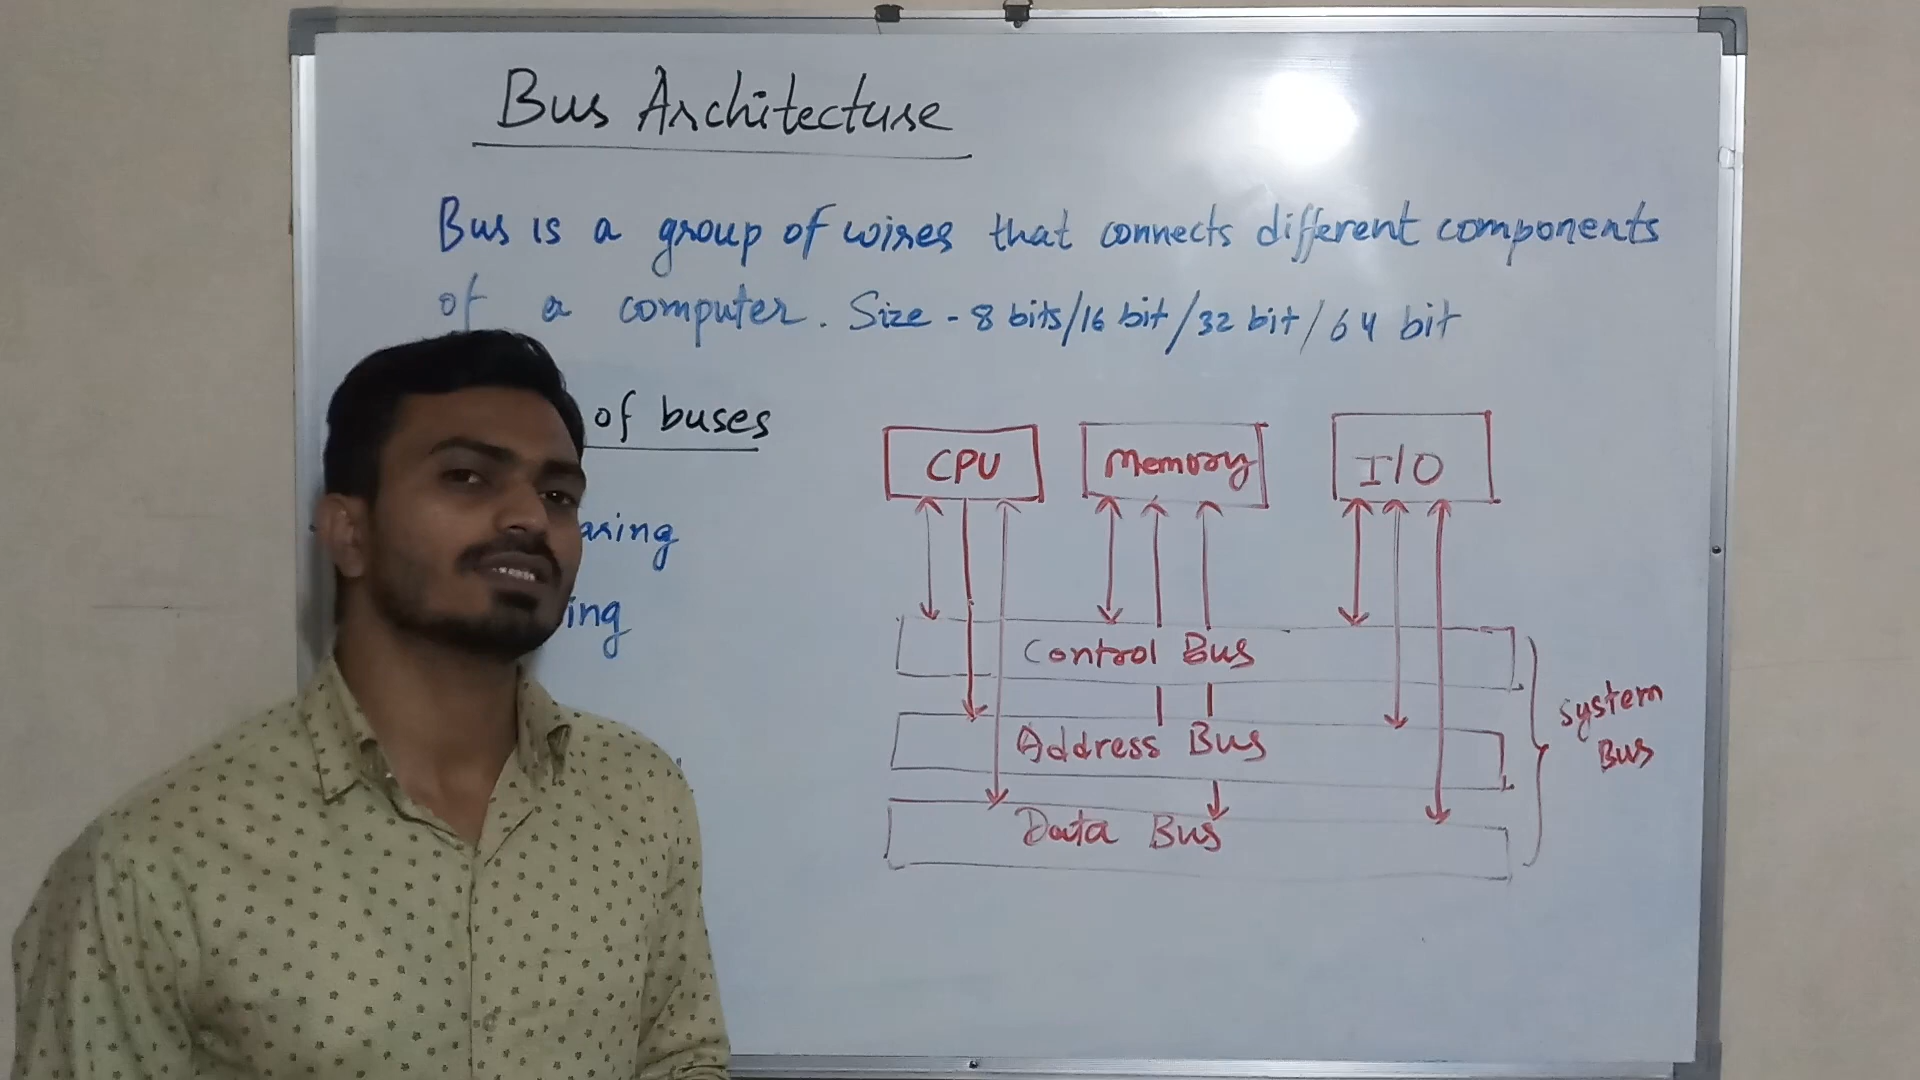 Bus Architecture
Bus is a group of wires that connects different components
of a computer. Size - 8 bits/16 bit/32 bit/64 bit
of buses
CPU
Memory
I/O
Control Bus
Address Bus
Data Bus
System
Bus